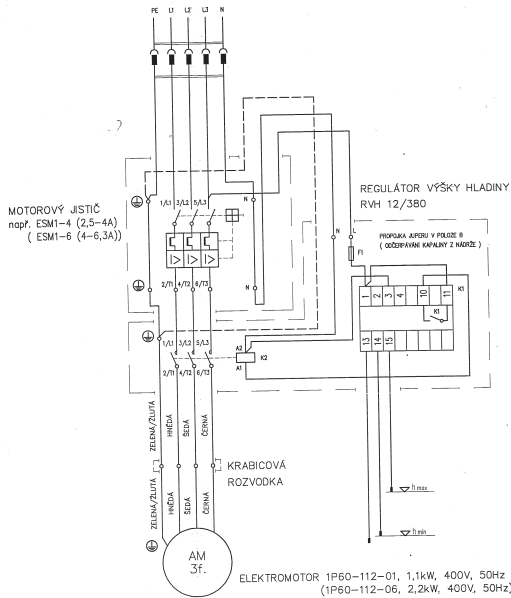 PE L1 L2 L3 N
MOTOROVÝ JISTIČ
např. ESM1-4 (2,5-4A)
( ESM1-6 (4-6,3A))
1/L1 3/L2 5/L3
N
N
2/T1 4/T2 6/T3
REGULÁTOR VÝŠKY HLADINY
RVH 12/380
PROPOJKA JUPERU V POLOZE B
( ODČERPÁVÁNÍ KAPALINY Z NÁDRŽE )
N L
F1
1 2 3 4 10 11
K1
K1
13 14 15
1/L1 3/L2 5/L3
A2
K2
A1
2/T1 4/T2 6/T3
ZELENÁ/ŽLUTÁ HNĚDÁ ŠEDÁ ČERNÁ
KRABICOVÁ
ROZVODKA
ZELENÁ/ŽLUTÁ HNĚDÁ ŠEDÁ ČERNÁ
h max
h min
AM
3f.
ELEKTROMOTOR 1P60-112-01, 1,1kW, 400V, 50Hz
(1P60-112-06, 2,2kW, 400V, 50Hz)